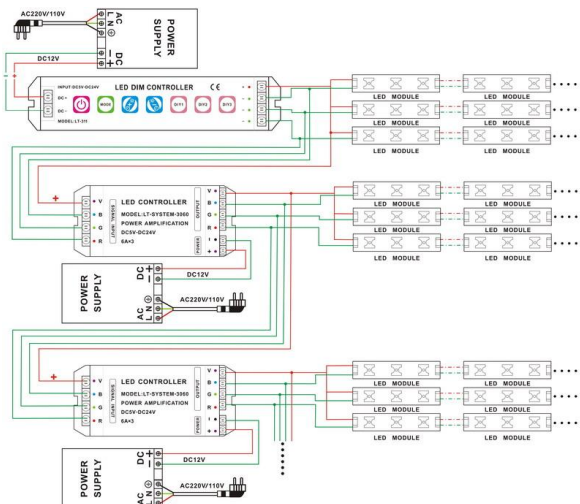 AC220V/110V
AC
L N
DC
POWER
SUPPLY
DC12V
INPUT:DC5V-DC24V
LED DIM CONTROLLER
CE
DC+
DC-
MODE
DIY1
DIY2
DIY3
MODEL:LT-311
LED MODULE
LED MODULE
LED MODULE
LED MODULE
LED MODULE
LED MODULE
V
B
G
R
SIGNAL
INPUT
LED CONTROLLER
MODEL:LT-SYSTEM-3060
POWER AMPLIFICATION
DC5V-DC24V
6A×3
OUTPUT
POWER
V
B
G
R
LED MODULE
LED MODULE
LED MODULE
LED MODULE
LED MODULE
LED MODULE
POWER
SUPPLY
DC
DC12V
AC
L N
AC220V/110V
V
B
G
R
SIGNAL
INPUT
LED CONTROLLER
MODEL:LT-SYSTEM-3060
POWER AMPLIFICATION
DC5V-DC24V
6A×3
OUTPUT
POWER
V
B
G
R
LED MODULE
LED MODULE
LED MODULE
LED MODULE
LED MODULE
LED MODULE
POWER
SUPPLY
DC
DC12V
AC
L N
AC220V/110V